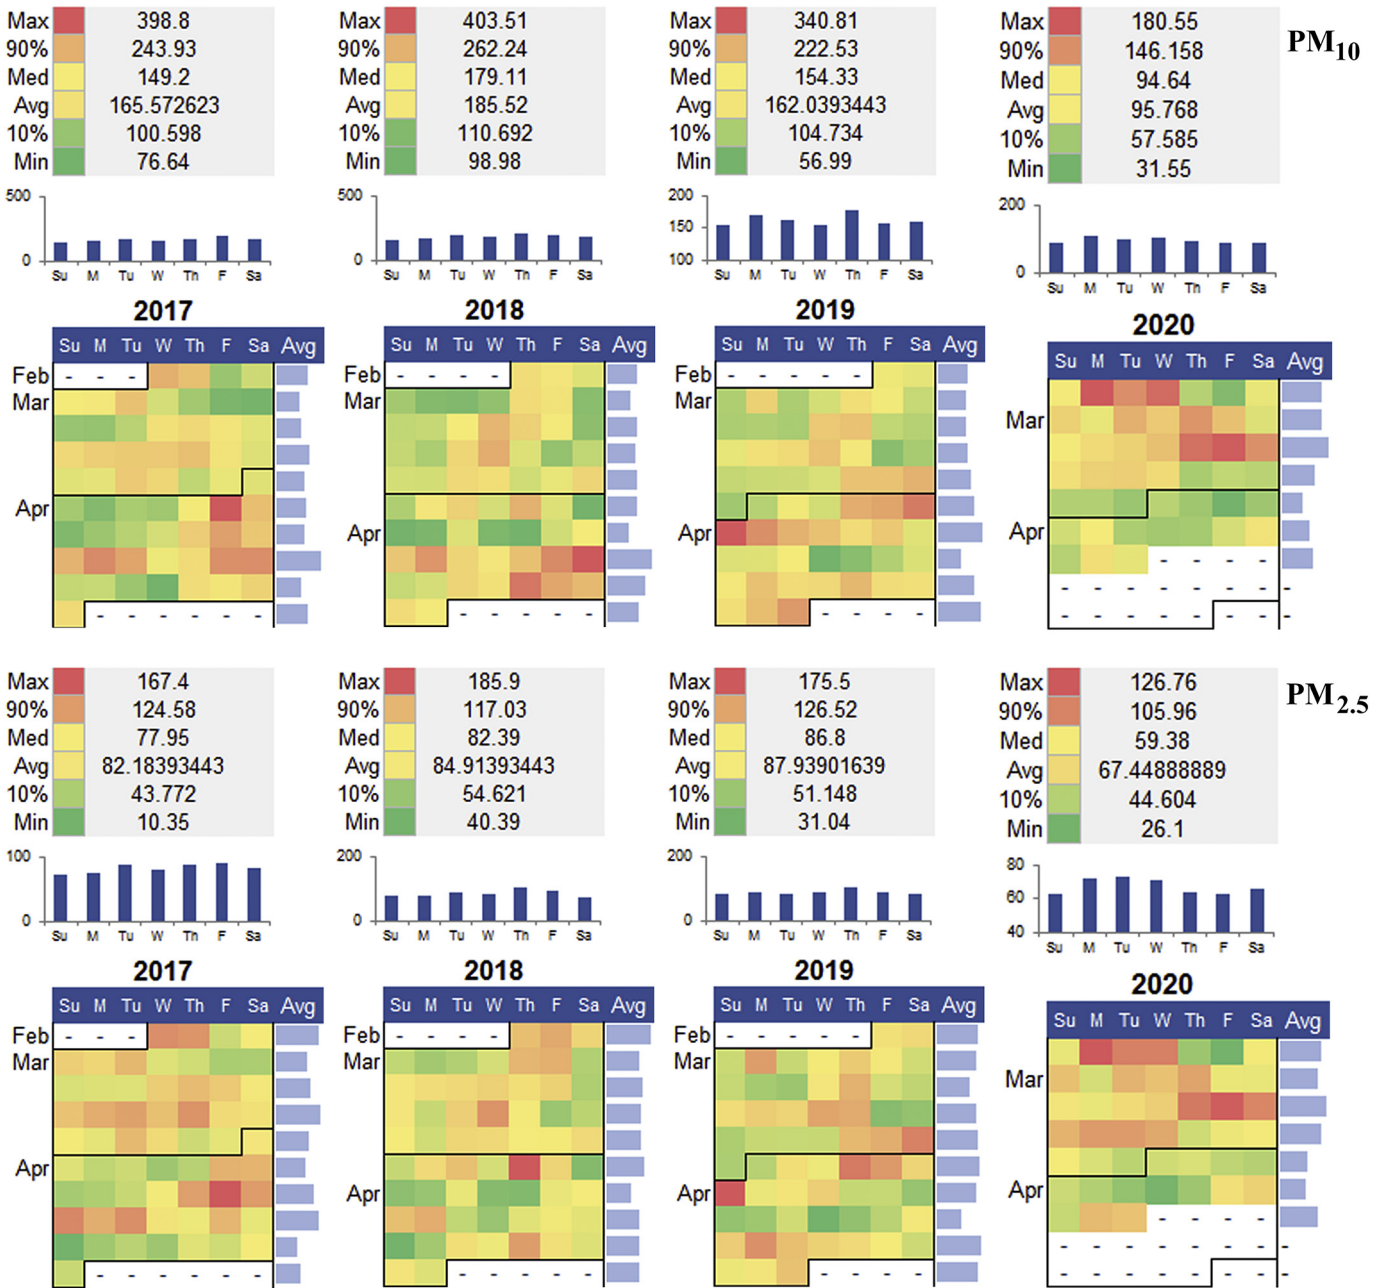 PM10
Max 398.8
90% 243.93
Med 149.2
Avg 165.572623
10% 100.598
Min 76.64
500
0
Su M Tu W Th F Sa
2017
Su M Tu W Th F Sa Avg
Feb - - -
Mar
Apr
- - - - - -
Max 403.51
90% 262.24
Med 179.11
Avg 185.52
10% 110.692
Min 98.98
500
0
Su M Tu W Th F Sa
2018
Su M Tu W Th F Sa Avg
Feb - - - -
Mar
Apr
- - - - -
Max 340.81
90% 222.53
Med 154.33
Avg 162.0393443
10% 104.734
Min 56.99
200
150
100
Su M Tu W Th F Sa
2019
Su M Tu W Th F Sa Avg
Feb - - - - -
Mar
Apr
- - - -
Max 180.55
90% 146.158
Med 94.64
Avg 95.768
10% 57.585
Min 31.55
200
0
Su M Tu W Th F Sa
2020
Su M Tu W Th F Sa Avg
Mar
Apr
- - - -
- - - - - - - -
- - - - - - - -
PM2.5
Max 167.4
90% 124.58
Med 77.95
Avg 82.18393443
10% 43.772
Min 10.35
100
0
Su M Tu W Th F Sa
2017
Su M Tu W Th F Sa Avg
Feb - - -
Mar
Apr
- - - - - -
Max 185.9
90% 117.03
Med 82.39
Avg 84.91393443
10% 54.621
Min 40.39
200
0
Su M Tu W Th F Sa
2018
Su M Tu W Th F Sa Avg
Feb - - - -
Mar
Apr
- - - - -
Max 175.5
90% 126.52
Med 86.8
Avg 87.93901639
10% 51.148
Min 31.04
200
0
Su M Tu W Th F Sa
2019
Su M Tu W Th F Sa Avg
Feb - - - - -
Mar
Apr
- - - -
Max 126.76
90% 105.96
Med 59.38
Avg 67.44888889
10% 44.604
Min 26.1
80
60
40
Su M Tu W Th F Sa
2020
Su M Tu W Th F Sa Avg
Mar
Apr
- - - -
- - - - - - - -
- - - - - - - -